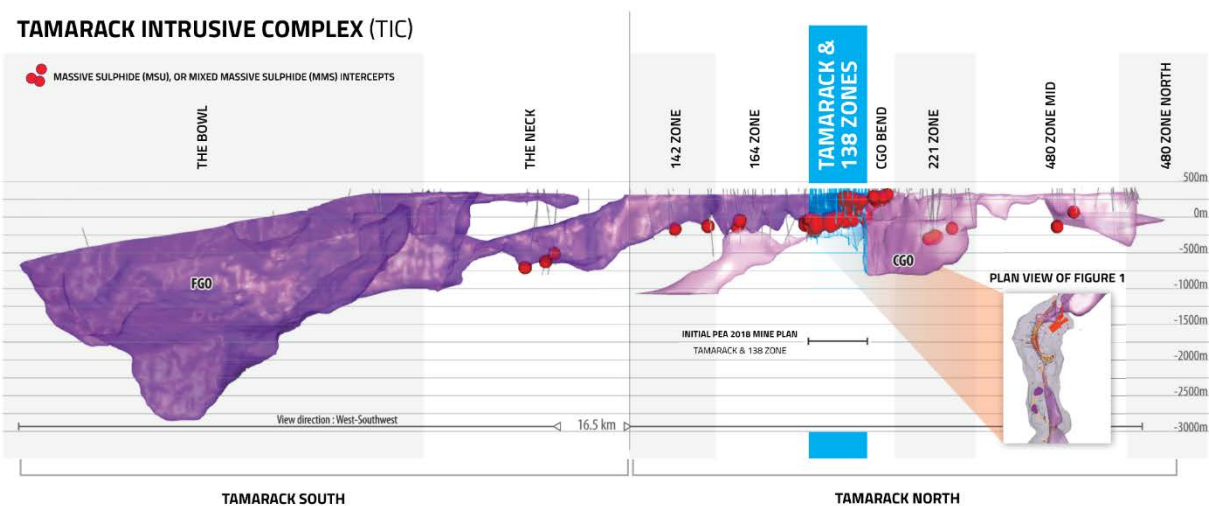 TAMARACK INTRUSIVE COMPLEX (TIC)
MASSIVE SULPHIDE (MSU), OR MIXED MASSIVE SULPHIDE (MMS) INTERCEPTS
THE BOWL
THE NECK
142 ZONE
164 ZONE
TAMARACK &
138 ZONES
CGO BEND
221 ZONE
480 ZONE MID
480 ZONE NORTH
500m
0m
-500m
-1000m
-1500m
-2000m
-2500m
-3000m
FGO
CGO
PLAN VIEW OF FIGURE 1
INITIAL PEA 2018 MINE PLAN
TAMARACK & 138 ZONE
View direction : West-Southwest
16.5 km
TAMARACK SOUTH
TAMARACK NORTH